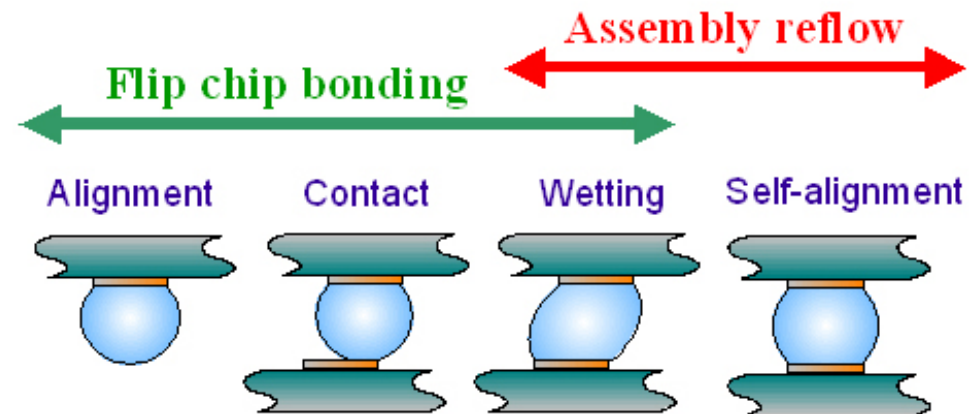 Assembly reflow
Flip chip bonding
Alignment Contact Wetting Self-alignment